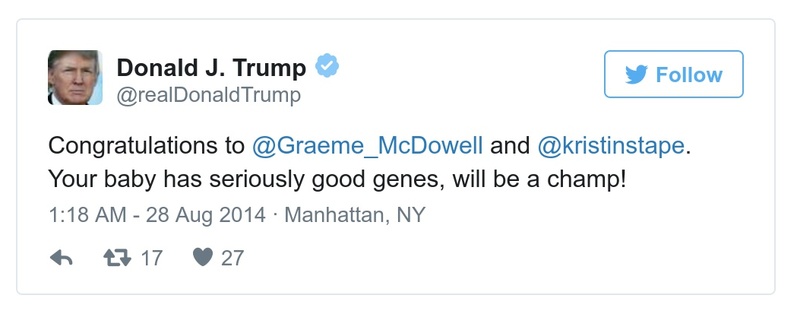 Donald J. Trump
@realDonaldTrump
Follow
Congratulations to @Graeme_McDowell and @kristinstape.
Your baby has seriously good genes, will be a champ!
1:18 AM - 28 Aug 2014 · Manhattan, NY
17 27